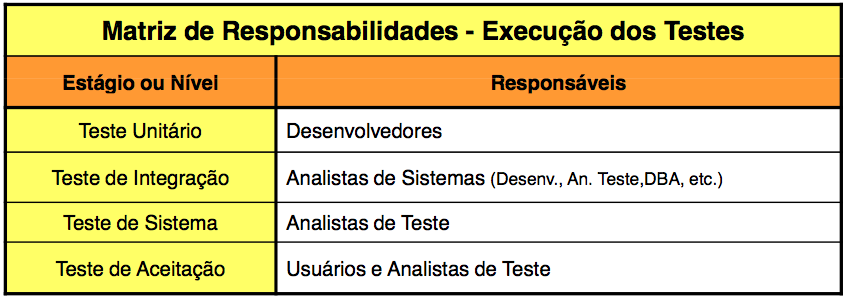 Matriz de Responsabilidades - Execução dos Testes
Estágio ou Nível Responsáveis
Teste Unitário Desenvolvedores
Teste de Integração Analistas de Sistemas (Desenv., An. Teste,DBA, etc.)
Teste de Sistema Analistas de Teste
Teste de Aceitação Usuários e Analistas de Teste